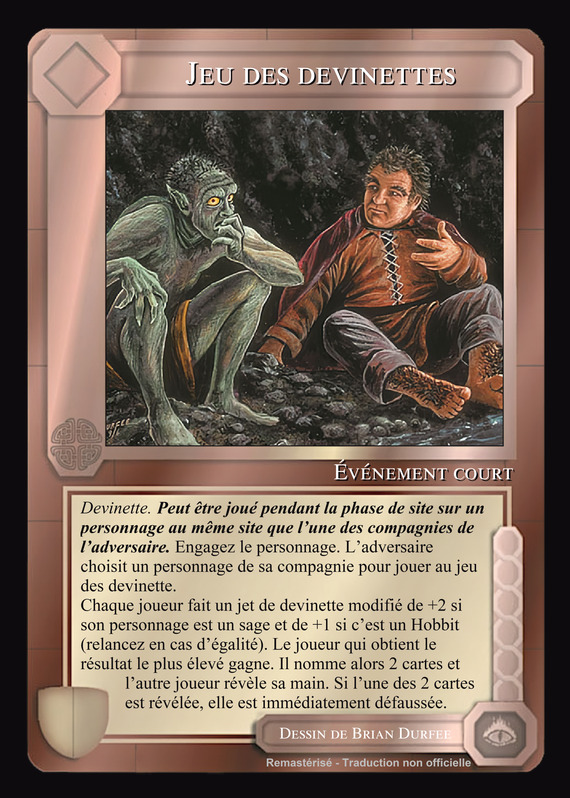 JEU DES DEVINETTES
ÉVÉNEMENT COURT
Devinette. Peut être joué pendant la phase de site sur un
personnage au même site que l'une des compagnies de
l'adversaire. Engagez le personnage. L'adversaire
choisit un personnage de sa compagnie pour jouer au jeu
des devinette.
Chaque joueur fait un jet de devinette modifié de +2 si
son personnage est un sage et de +1 si c'est un Hobbit
(relancez en cas d'égalité). Le joueur qui obtient le
résultat le plus élevé gagne. Il nomme alors 2 cartes et
l'autre joueur révèle sa main. Si l'une des 2 cartes
est révélée, elle est immédiatement défaussée.
DESSIN DE BRIAN DURFEE
Remastérisé - Traduction non officielle